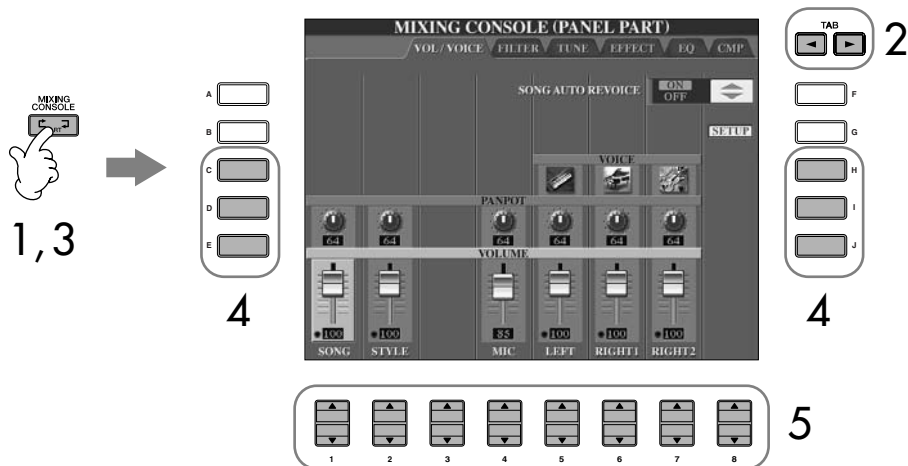 MIXING CONSOLE (PANEL PART)
VOL / VOICE FILTER TUNE EFFECT EQ CMP
TAB
2
MIXING
CONSOLE
1,3
A
B
C
D
E
4
SONG AUTO REVOICE
ON
OFF
SETUP
VOICE
PANPOT
64 64 64 64 64 64
VOLUME
100 100 85 100 100 100
SONG STYLE MIC LEFT RIGHT1 RIGHT2
F
G
H
I
J
4
1 2 3 4 5 6 7 8
5